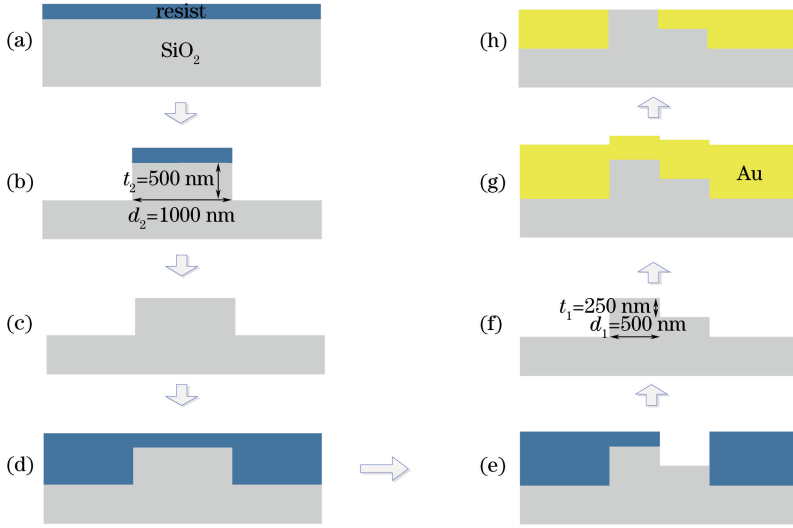 (a)
resist
SiO₂
(b)
t₂=500 nm
d₂=1000 nm
(c)
(d)
(e)
(f)
t₁=250 nm
d₁=500 nm
(g)
Au
(h)